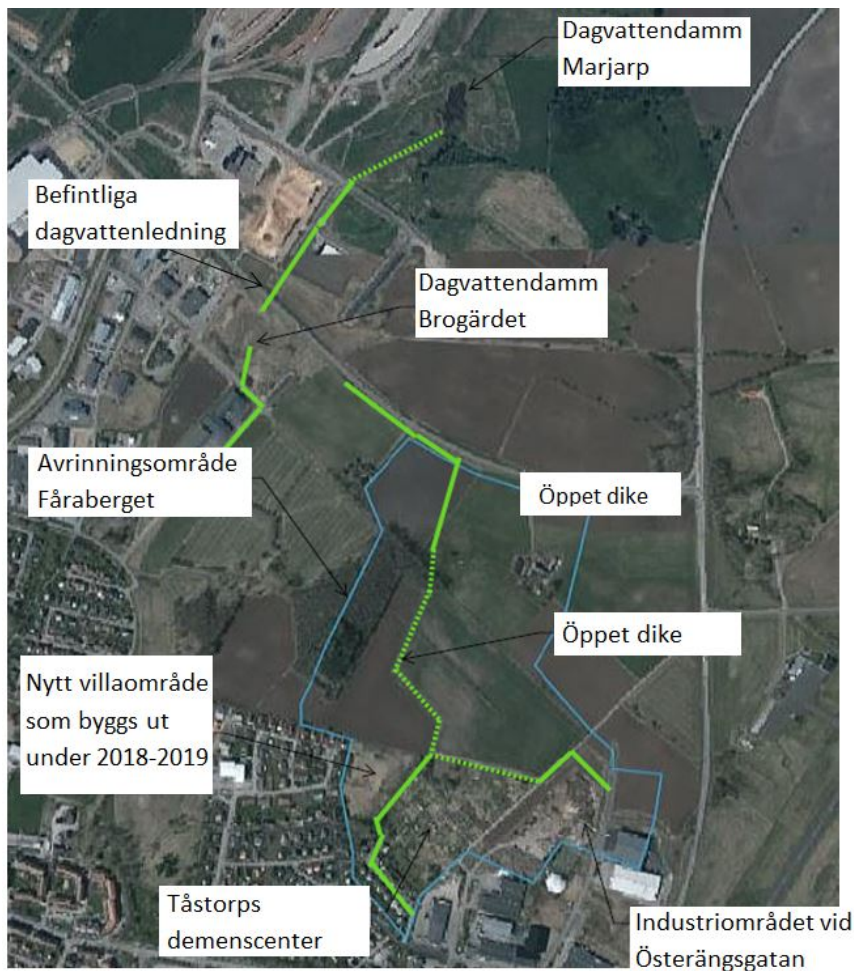 Dagvattendamm
Marjarp
Befintliga
dagvattenledning
Dagvattendamm
Brogärdet
Avrinningsområde
Fåraberget
Öppet dike
Öppet dike
Nytt villaområde
som byggs ut
under 2018-2019
Tåstorps
demenscenter
Industriområdet vid
Österängsgatan